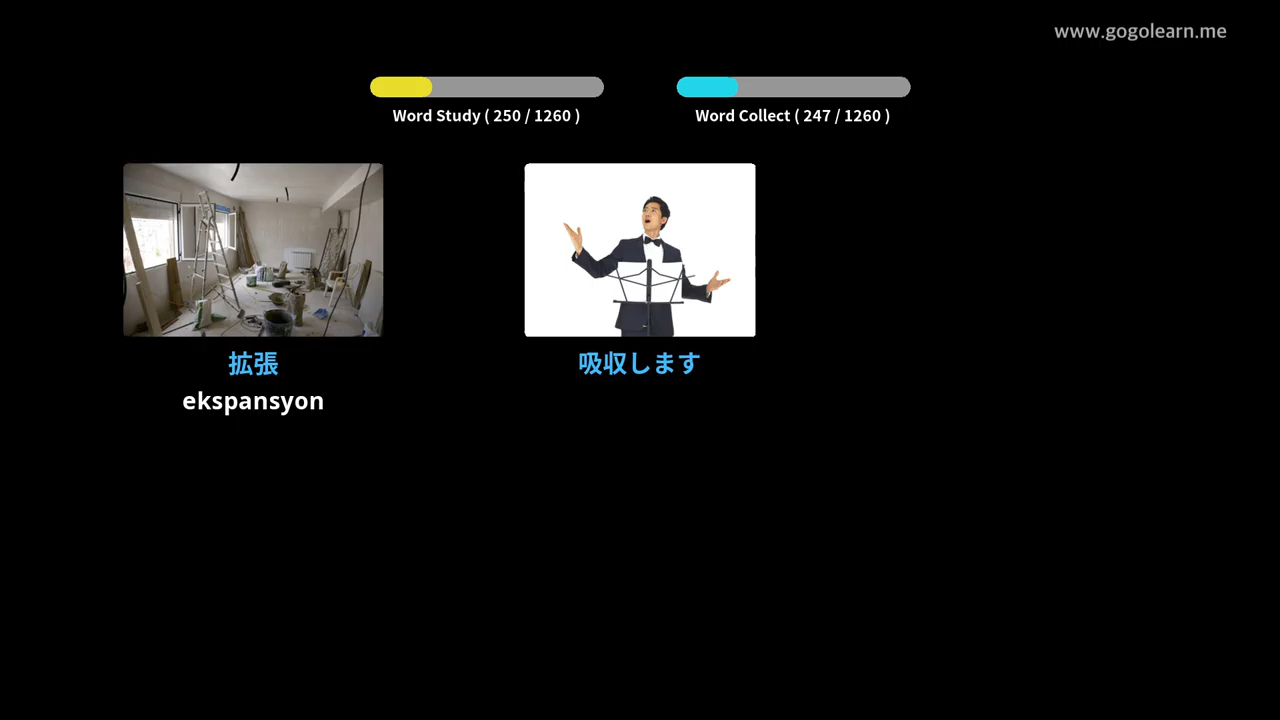 www.gogolearn.me
Word Study ( 250 / 1260 )
Word Collect ( 247 / 1260 )
拡張
ekspansyon
吸収します